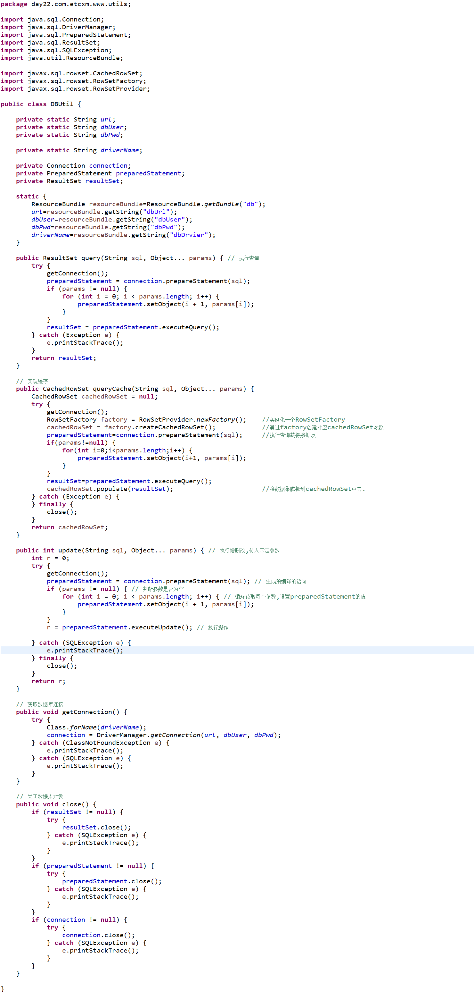 package day22.com.etcxm.www.utils;

import java.sql.Connection;
import java.sql.DriverManager;
import java.sql.PreparedStatement;
import java.sql.ResultSet;
import java.sql.SQLException;
import java.util.ResourceBundle;

import javax.sql.rowset.CachedRowSet;
import javax.sql.rowset.RowSetFactory;
import javax.sql.rowset.RowSetProvider;

public class DBUtil {

    private static String url;
    private static String dbUser;
    private static String dbPwd;

    private static String driverName;

    private Connection connection;
    private PreparedStatement preparedStatement;
    private ResultSet resultSet;

    static {
        ResourceBundle resourceBundle=ResourceBundle.getBundle("db");
        url=resourceBundle.getString("dbUrl");
        dbUser=resourceBundle.getString("dbUser");
        dbPwd=resourceBundle.getString("dbPwd");
        driverName=resourceBundle.getString("dbDrvier");
    }

    public ResultSet query(String sql, Object... params) { // 执行查询
        try {
            getConnection();
            preparedStatement = connection.prepareStatement(sql);
            if (params != null) {
                for (int i = 0; i < params.length; i++) {
                    preparedStatement.setObject(i + 1, params[i]);
                }
            }
            resultSet = preparedStatement.executeQuery();
        } catch (Exception e) {
            e.printStackTrace();
        }
        return resultSet;
    }

    // 实现缓存
    public CachedRowSet queryCache(String sql, Object... params) {
        CachedRowSet cachedRowSet = null;
        try {
            getConnection();
            RowSetFactory factory = RowSetProvider.newFactory();    //实例化一个RowSetFactory
            cachedRowSet = factory.createCachedRowSet();            //通过factory创建对应cachedRowSet对象
            preparedStatement=connection.prepareStatement(sql);     //执行查询获得数据及
            if(params!=null) {
                for(int i=0;i<params.length;i++) {
                    preparedStatement.setObject(i+1, params[i]);
                }
            }
            resultSet=preparedStatement.executeQuery();
            cachedRowSet.populate(resultSet);                       //将数据集腾挪到cachedRowSet中去.
        } catch (Exception e) {
        } finally {
            close();
        }
        return cachedRowSet;
    }

    public int update(String sql, Object... params) { // 执行增删改,传入不定参数
        int r = 0;
        try {
            getConnection();
            preparedStatement = connection.prepareStatement(sql); // 生成预编译的语句
            if (params != null) { // 判断参数是否为空
                for (int i = 0; i < params.length; i++) { // 循环读取每个参数,设置preparedStatement的值
                    preparedStatement.setObject(i + 1, params[i]);
                }
            }
            r = preparedStatement.executeUpdate(); // 执行操作

        } catch (SQLException e) {
            e.printStackTrace();
        } finally {
            close();
        }
        return r;
    }

    // 获取数据库连接
    public void getConnection() {
        try {
            Class.forName(driverName);
            connection = DriverManager.getConnection(url, dbUser, dbPwd);
        } catch (ClassNotFoundException e) {
            e.printStackTrace();
        } catch (SQLException e) {
            e.printStackTrace();
        }
    }

    // 关闭数据库对象
    public void close() {
        if (resultSet != null) {
            try {
                resultSet.close();
            } catch (SQLException e) {
                e.printStackTrace();
            }
        }
        if (preparedStatement != null) {
            try {
                preparedStatement.close();
            } catch (SQLException e) {
                e.printStackTrace();
            }
        }
        if (connection != null) {
            try {
                connection.close();
            } catch (SQLException e) {
                e.printStackTrace();
            }
        }
    }

}